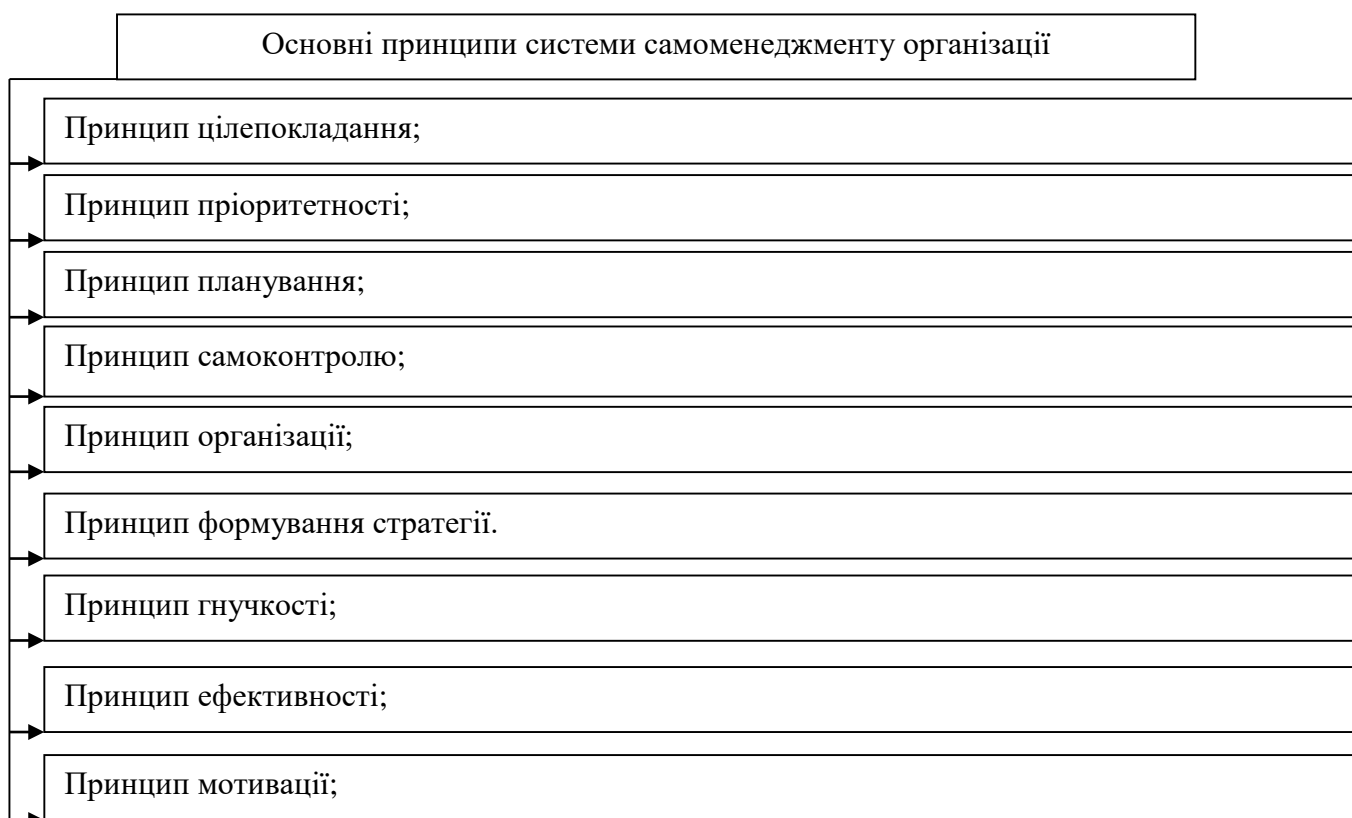 Основні принципи системи самоменеджменту організації
Принцип цілепокладання;
Принцип пріоритетності;
Принцип планування;
Принцип самоконтролю;
Принцип організації;
Принцип формування стратегії.
Принцип гнучкості;
Принцип ефективності;
Принцип мотивації;